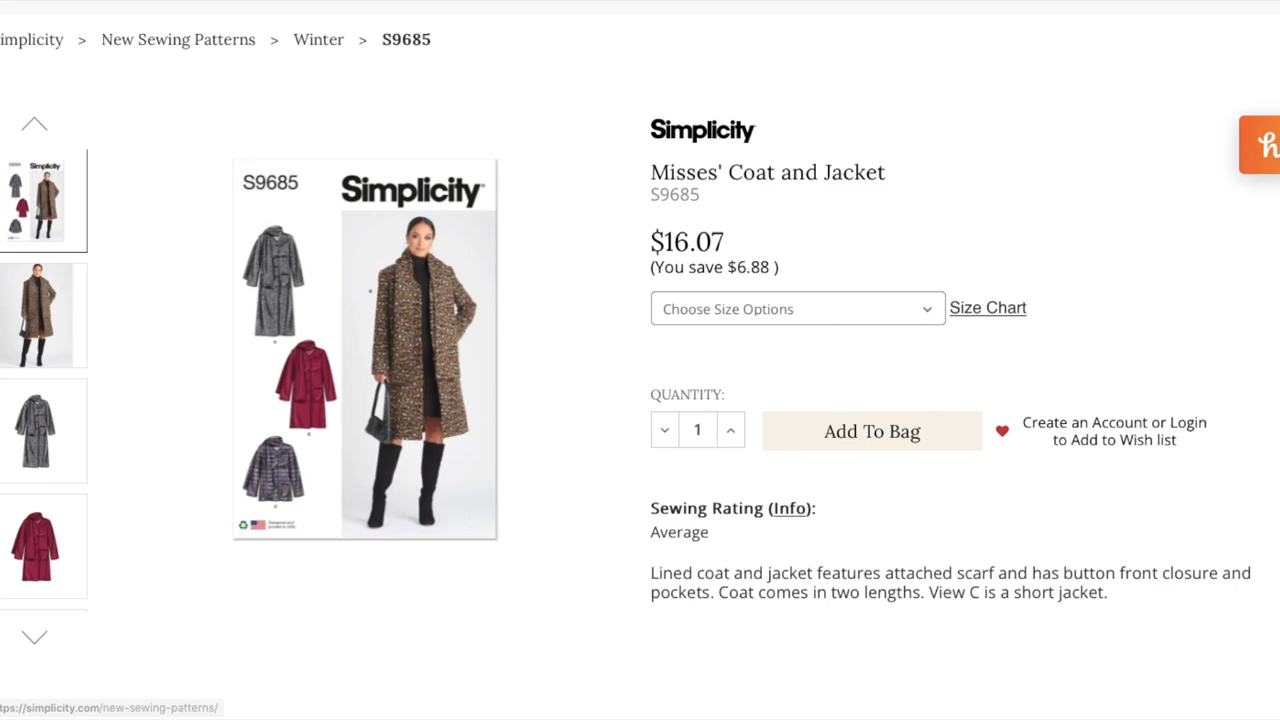 implicity > New Sewing Patterns > Winter > S9685
Simplicity
Misses' Coat and Jacket
S9685
$16.07
(You save $6.88 )
Choose Size Options
Size Chart
QUANTITY:
1
Add To Bag
Create an Account or Login
to Add to Wish list
Sewing Rating (Info):
Average
Lined coat and jacket features attached scarf and has button front closure and
pockets. Coat comes in two lengths. View C is a short jacket.
S9685
Simplicity
Simplicity
h
tps://simplicity.com/new-sewing-patterns/